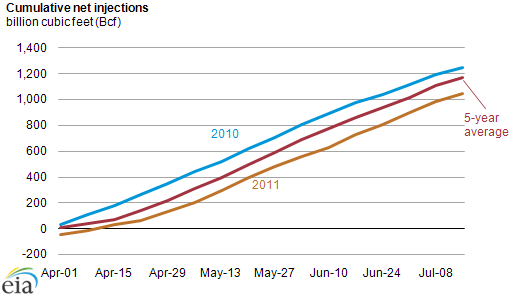 Cumulative net injections
billion cubic feet (Bcf)
1,400
1,200
1,000
800
600
400
200
0
-200
2010
2011
5-year
average
Apr-01 Apr-15 Apr-29 May-13 May-27 Jun-10 Jun-24 Jul-08
eia